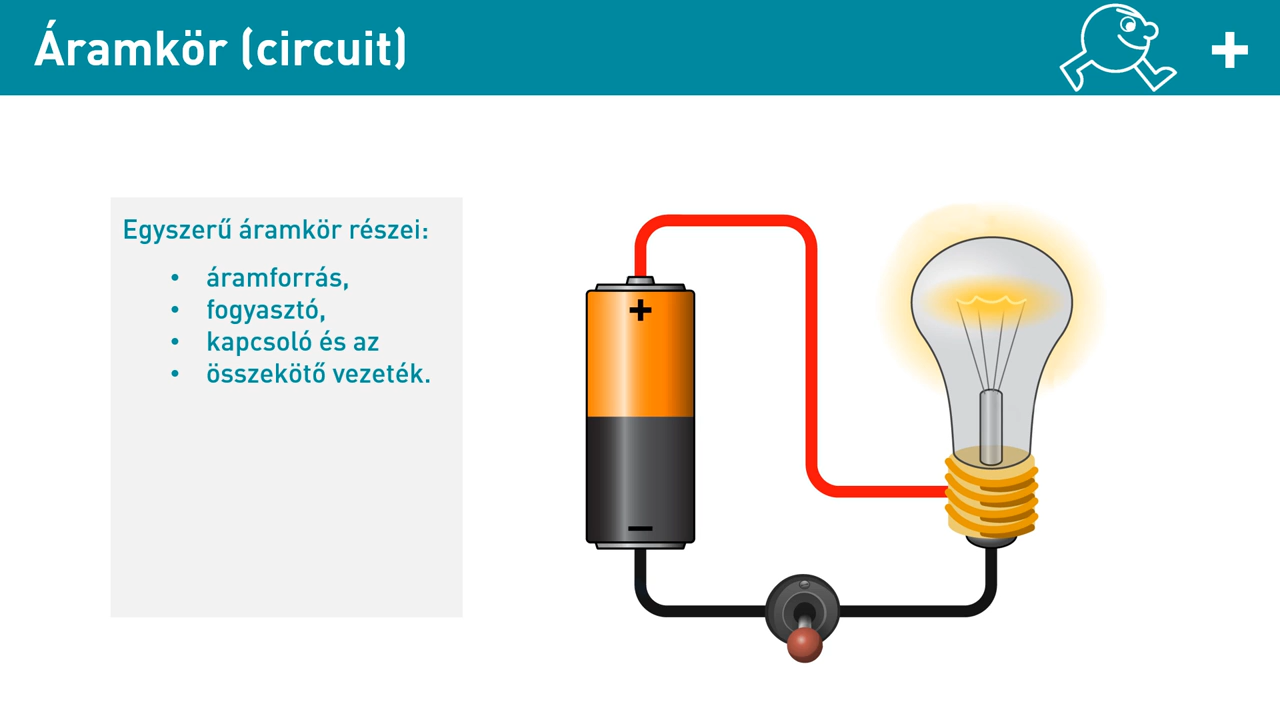 Áramkör (circuit)
+
Egyszerű áramkör részei:
• áramforrás,
• fogyasztó,
• kapcsoló és az
• összekötő vezeték.
+
−